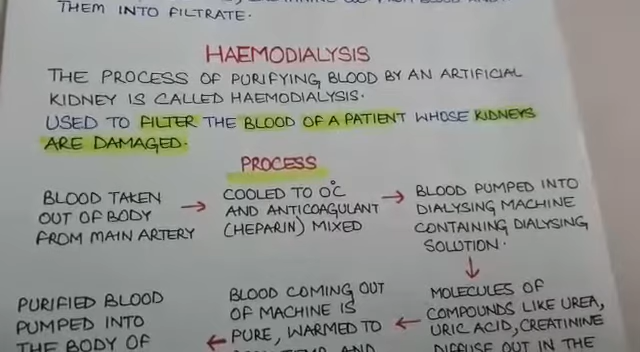 THEM INTO FILTRATE.
HAEMODIALYSIS
THE PROCESS OF PURIFYING BLOOD BY AN ARTIFICIAL
KIDNEY IS CALLED HAEMODIALYSIS.
USED TO FILTER THE BLOOD OF A PATIENT WHOSE KIDNEYS
ARE DAMAGED.
PROCESS
BLOOD TAKEN
OUT OF BODY
FROM MAIN ARTERY
→
COOLED TO 0°C
AND ANTICOAGULANT
(HEPARIN) MIXED
→
BLOOD PUMPED INTO
DIALYSING MACHINE
CONTAINING DIALYSING
SOLUTION.
↓
MOLECULES OF
COMPOUNDS LIKE UREA,
URIC ACID, CREATININE
DIFFUSE OUT IN THE
←
BLOOD COMING OUT
OF MACHINE IS
PURE, WARMED TO
AND
←
PURIFIED BLOOD
PUMPED INTO
THE BODY OF